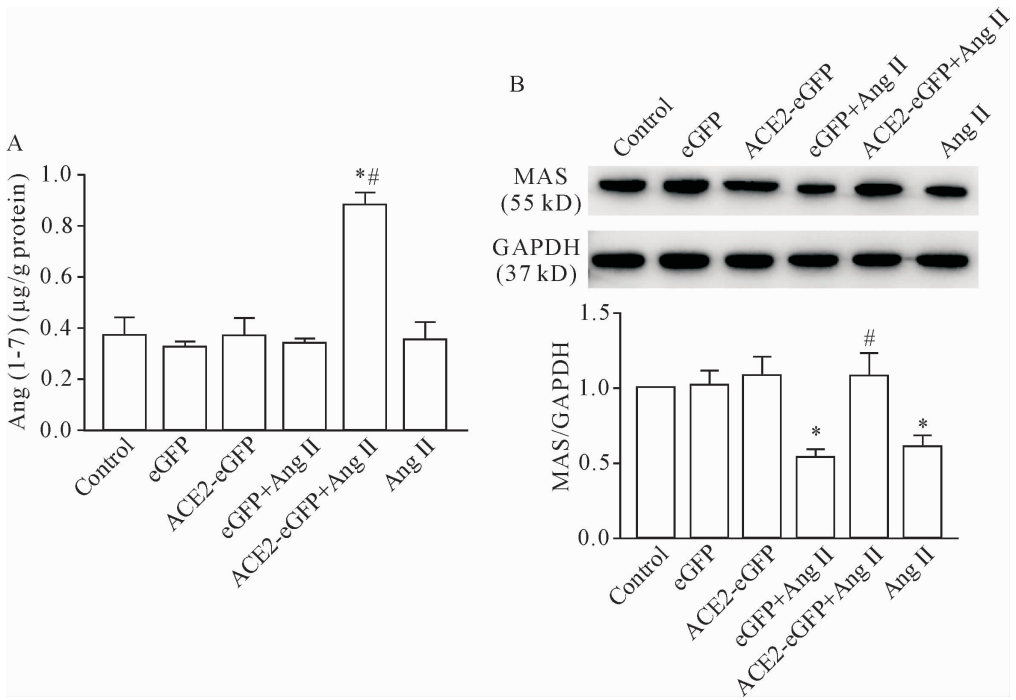 A
Ang (1-7) (μg/g protein)
1.0
0.8
0.6
0.4
0.2
0.0
*#
Control
eGFP
ACE2-eGFP
eGFP+Ang II
ACE2-eGFP+Ang II
Ang II
B
Control
eGFP
ACE2-eGFP
eGFP+Ang II
ACE2-eGFP+Ang II
Ang II
MAS
(55 kD)
GAPDH
(37 kD)
MAS/GAPDH
1.5
1.0
0.5
0.0
*
#
*
Control
eGFP
ACE2-eGFP
eGFP+Ang II
ACE2-eGFP+Ang II
Ang II